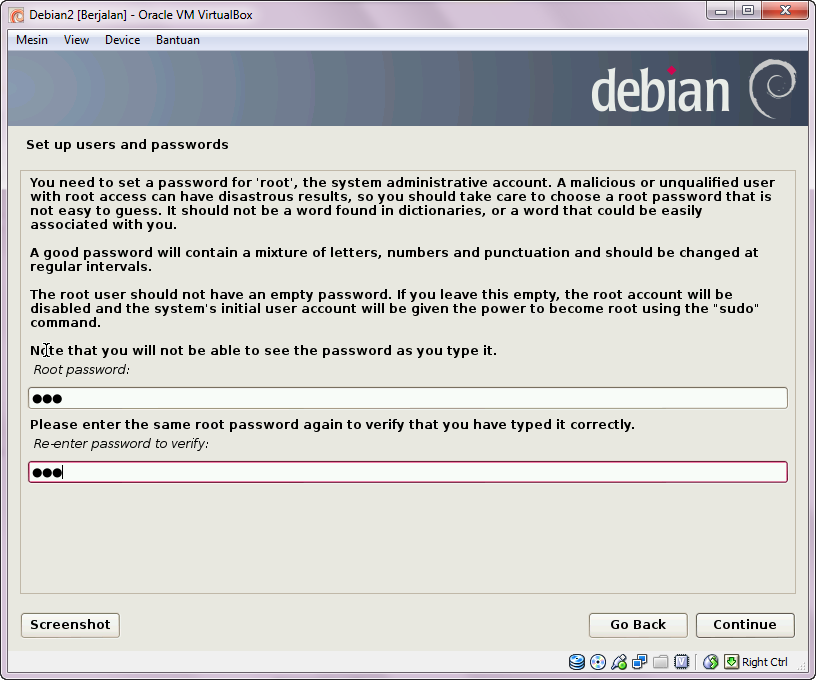 Debian2 [Berjalan] - Oracle VM VirtualBox
Mesin View Device Bantuan
debian
Set up users and passwords
You need to set a password for 'root', the system administrative account. A malicious or unqualified user
with root access can have disastrous results, so you should take care to choose a root password that is
not easy to guess. It should not be a word found in dictionaries, or a word that could be easily
associated with you.
A good password will contain a mixture of letters, numbers and punctuation and should be changed at
regular intervals.
The root user should not have an empty password. If you leave this empty, the root account will be
disabled and the system's initial user account will be given the power to become root using the "sudo"
command.
Note that you will not be able to see the password as you type it.
Root password:
●●●
Please enter the same root password again to verify that you have typed it correctly.
Re-enter password to verify:
●●●
Screenshot Go Back Continue
Right Ctrl